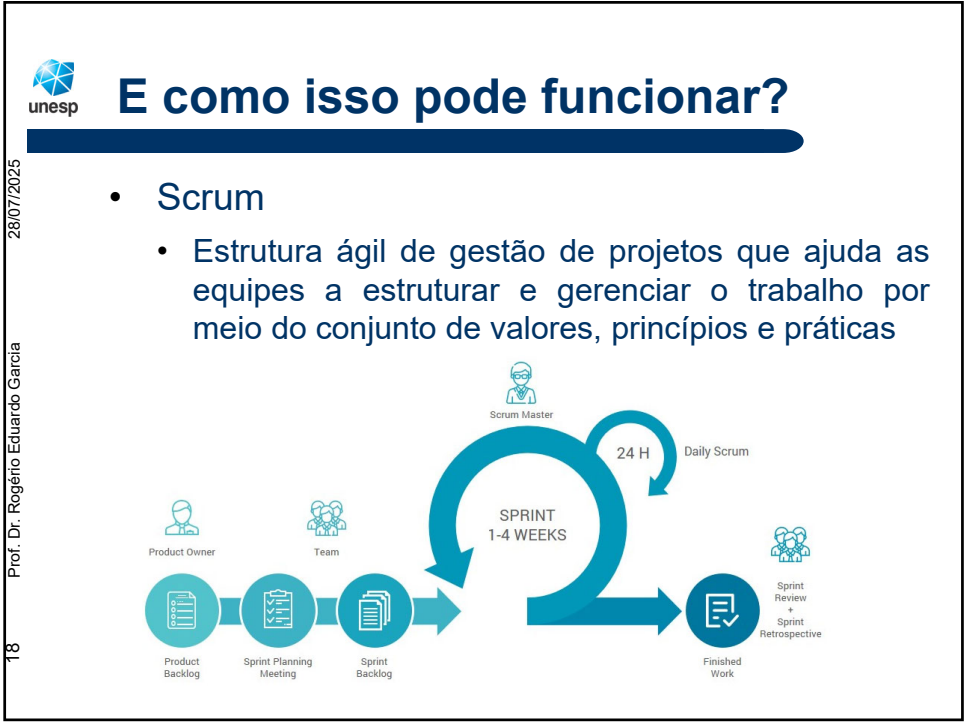 unesp
E como isso pode funcionar?
28/07/2025
Prof. Dr. Rogério Eduardo Garcia
18
• Scrum
• Estrutura ágil de gestão de projetos que ajuda as
equipes a estruturar e gerenciar o trabalho por
meio do conjunto de valores, princípios e práticas
Scrum Master
24 H
Daily Scrum
SPRINT
1-4 WEEKS
Product Owner
Team
Product
Backlog
Sprint Planning
Meeting
Sprint
Backlog
Finished
Work
Sprint
Review
+
Sprint
Retrospective